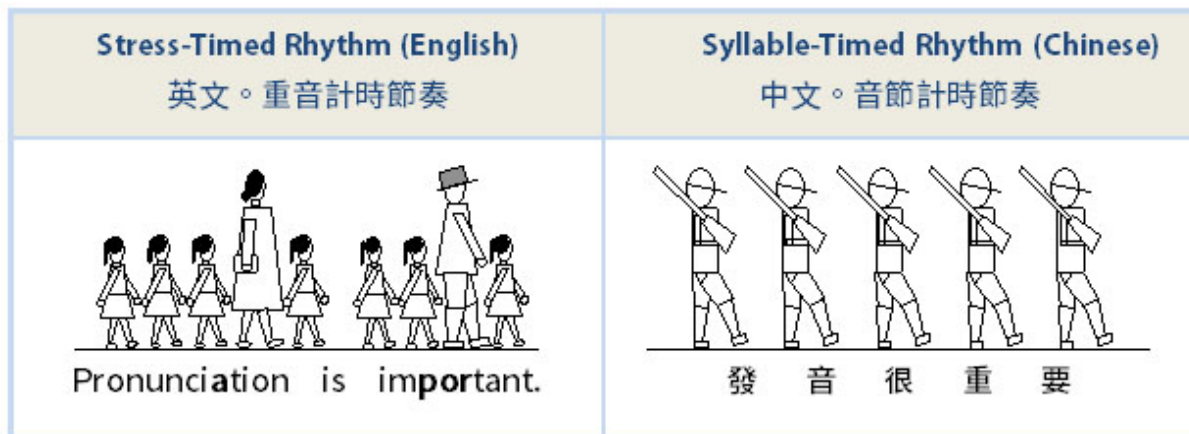 Stress-Timed Rhythm (English)
英文。重音計時節奏
Pronunciation is important.
Syllable-Timed Rhythm (Chinese)
中文。音節計時節奏
發 音 很 重 要